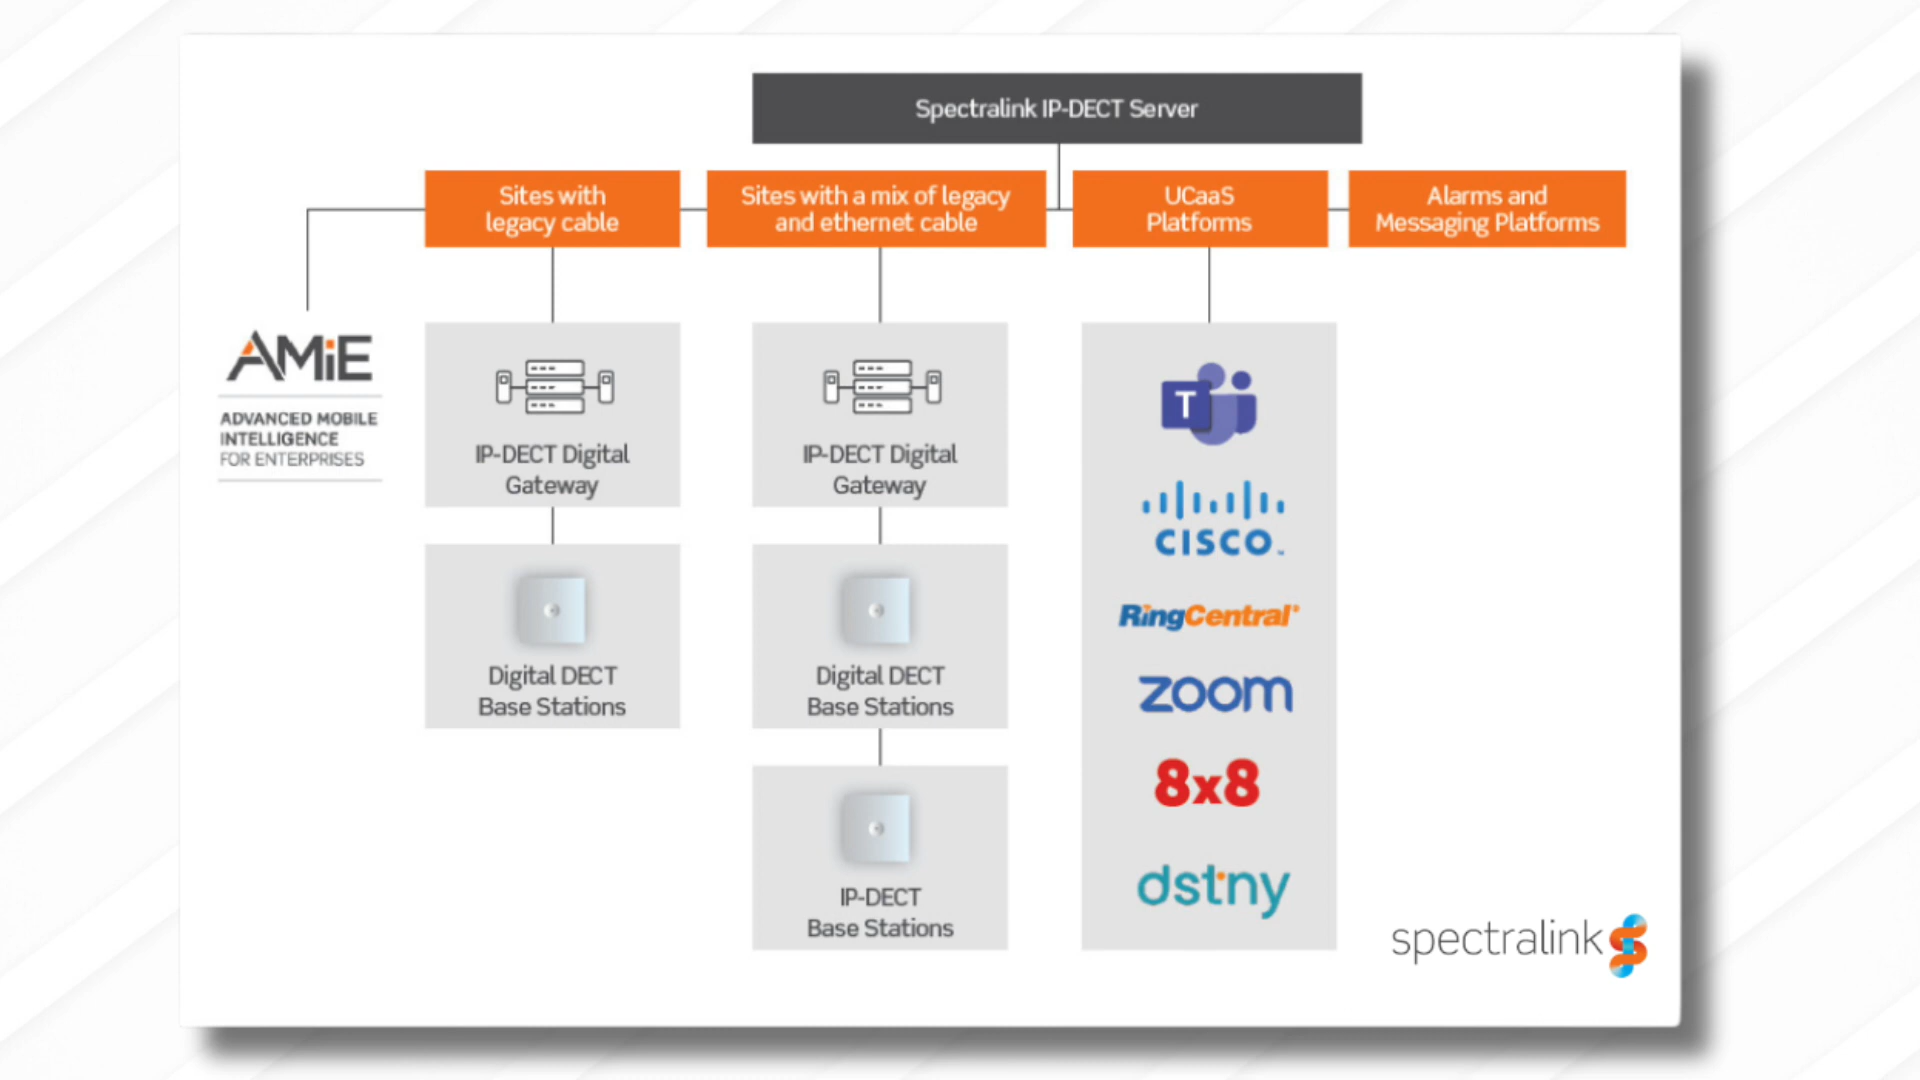 Spectralink IP-DECT Server
Sites with
legacy cable
Sites with a mix of legacy
and ethernet cable
UCaaS
Platforms
Alarms and
Messaging Platforms
AMiE
ADVANCED MOBILE
INTELLIGENCE
FOR ENTERPRISES
IP-DECT Digital
Gateway
Digital DECT
Base Stations
IP-DECT Digital
Gateway
Digital DECT
Base Stations
IP-DECT
Base Stations
T
CISCO™
RingCentral®
zoom
8x8
dstny
spectralink